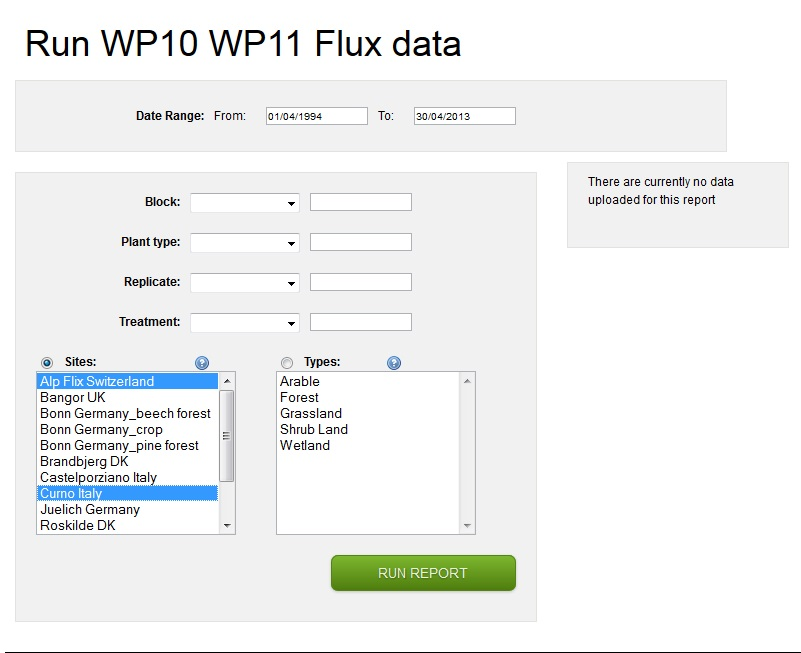 Run WP10 WP11 Flux data
Date Range: From: 01/04/1994 To: 30/04/2013
There are currently no data
uploaded for this report
Block:
Plant type:
Replicate:
Treatment:
Sites: ?
Alp Flix Switzerland
Bangor UK
Bonn Germany_beech forest
Bonn Germany_crop
Bonn Germany_pine forest
Brandbjerg DK
Castelporziano Italy
Curno Italy
Juelich Germany
Roskilde DK
Types: ?
Arable
Forest
Grassland
Shrub Land
Wetland
RUN REPORT